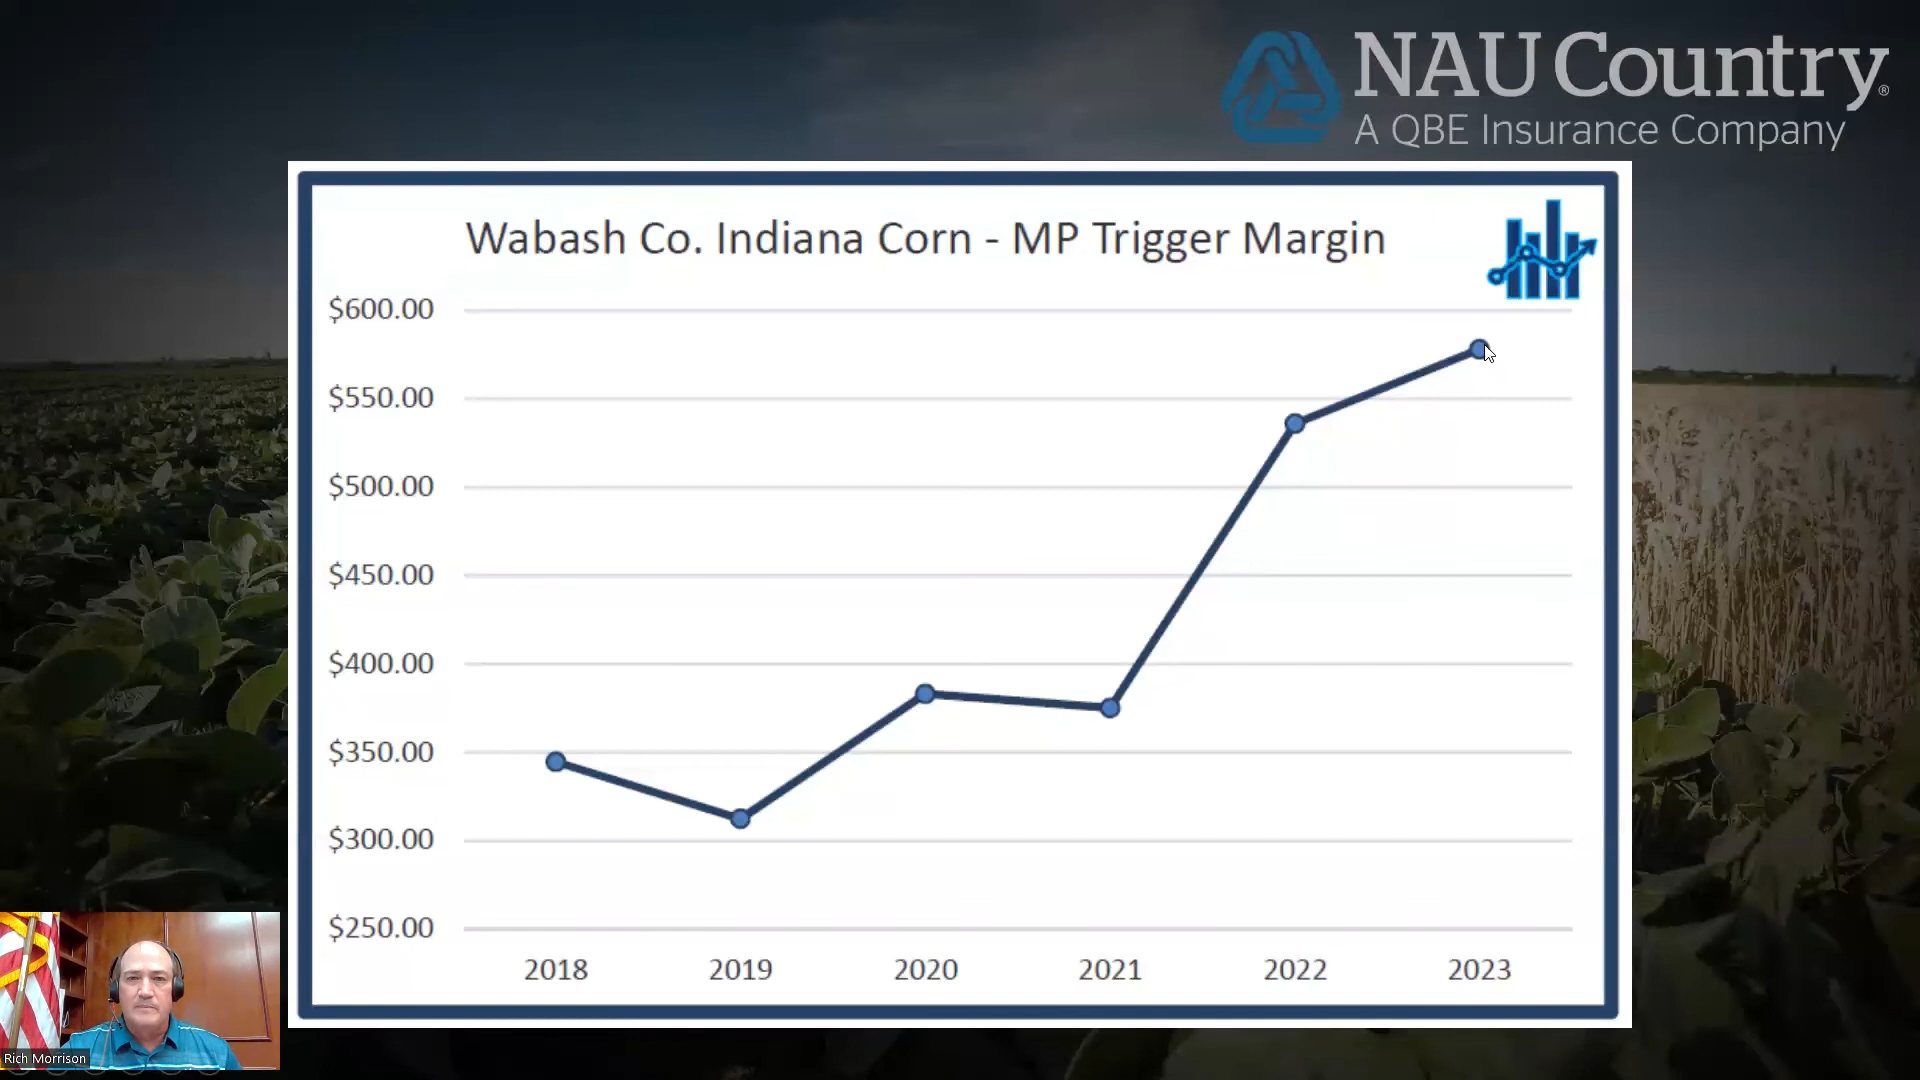 NAU Country®
A QBE Insurance Company
Wabash Co. Indiana Corn - MP Trigger Margin
$600.00
$550.00
$500.00
$450.00
$400.00
$350.00
$300.00
$250.00
2018 2019 2020 2021 2022 2023
Rich Morrison